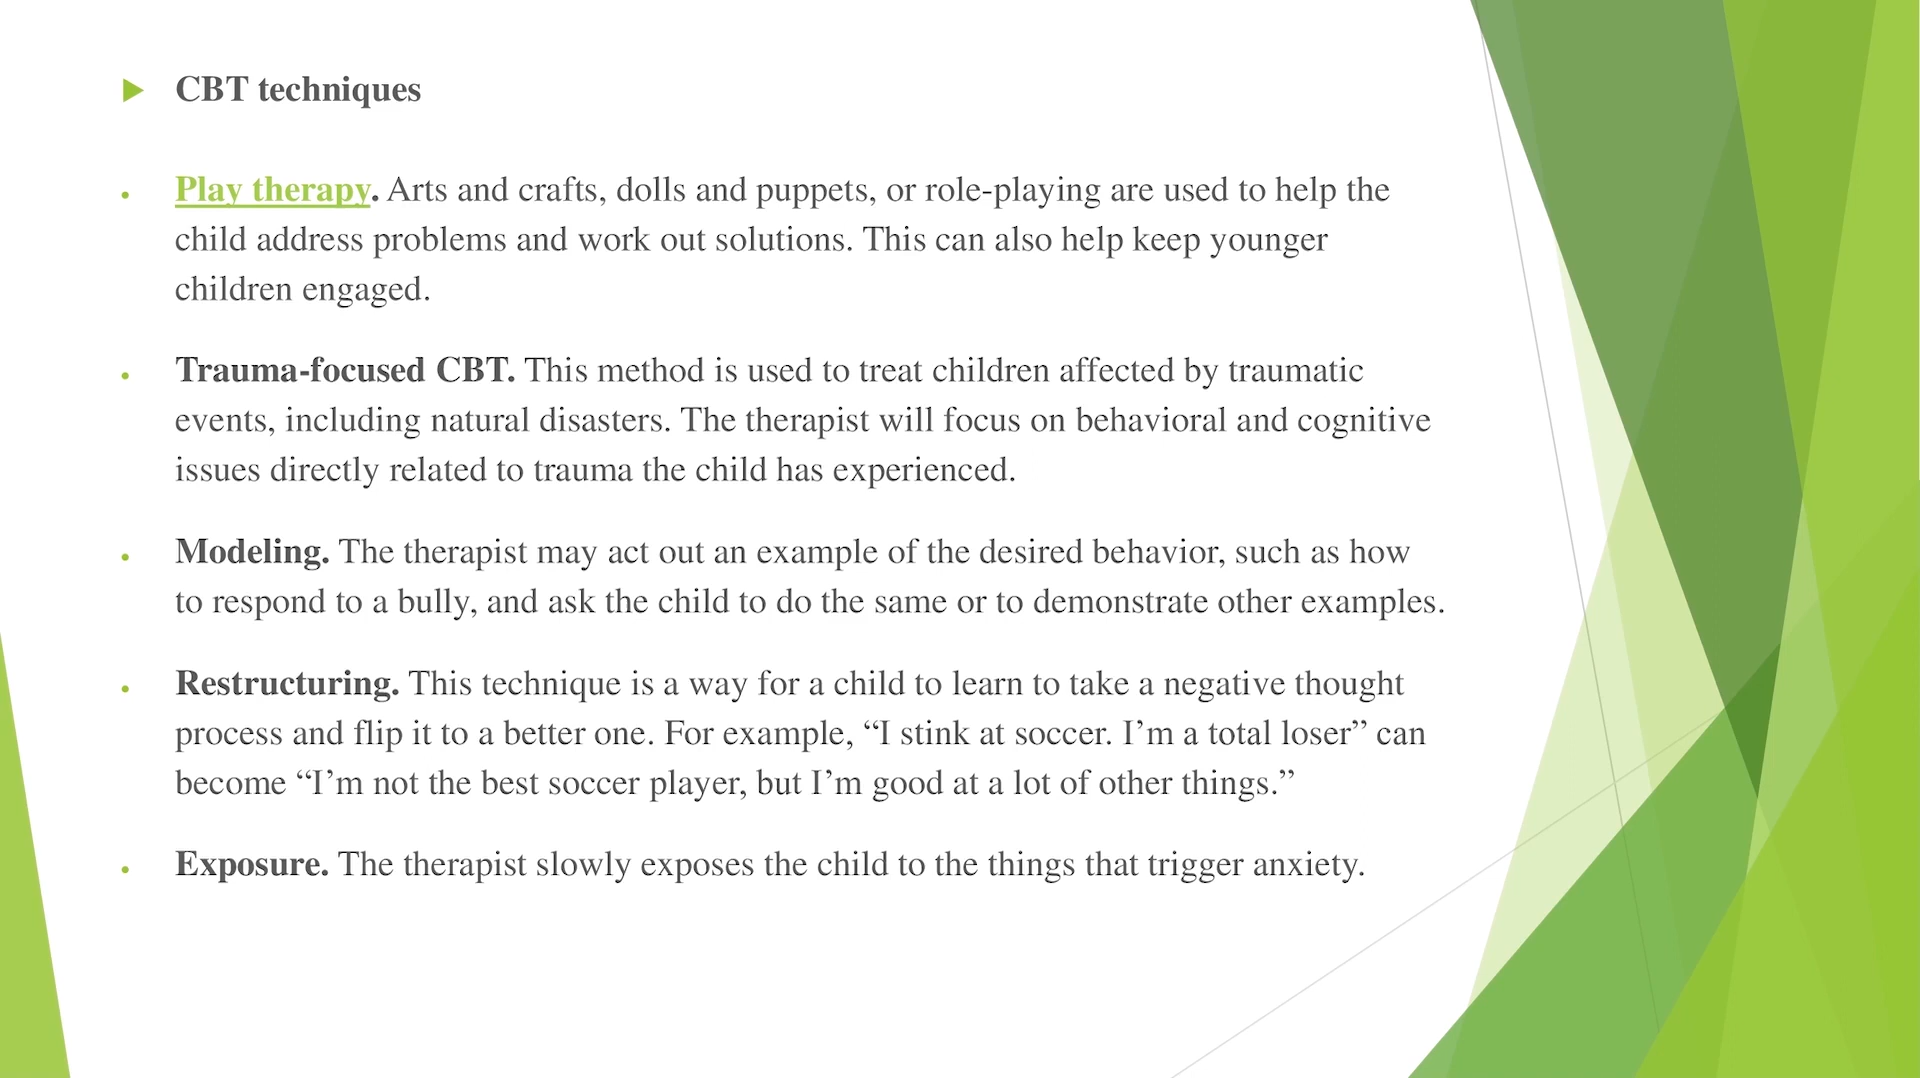 CBT techniques
Play therapy. Arts and crafts, dolls and puppets, or role-playing are used to help the
child address problems and work out solutions. This can also help keep younger
children engaged.
Trauma-focused CBT. This method is used to treat children affected by traumatic
events, including natural disasters. The therapist will focus on behavioral and cognitive
issues directly related to trauma the child has experienced.
Modeling. The therapist may act out an example of the desired behavior, such as how
to respond to a bully, and ask the child to do the same or to demonstrate other examples.
Restructuring. This technique is a way for a child to learn to take a negative thought
process and flip it to a better one. For example, “I stink at soccer. I’m a total loser” can
become “I’m not the best soccer player, but I’m good at a lot of other things.”
Exposure. The therapist slowly exposes the child to the things that trigger anxiety.